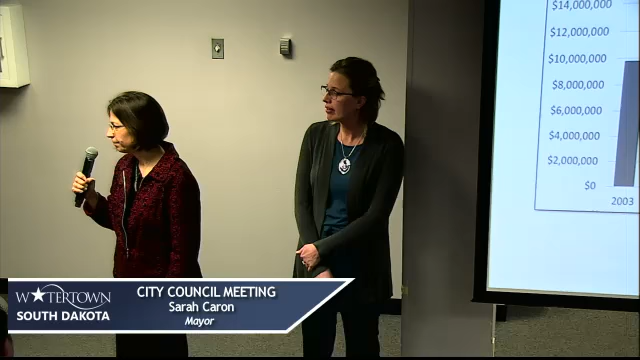 $14,000,000
$12,000,000
$10,000,000
$8,000,000
$6,000,000
$4,000,000
$2,000,000
$0
2003
WATERTOWN
SOUTH DAKOTA
CITY COUNCIL MEETING
Sarah Caron
Mayor